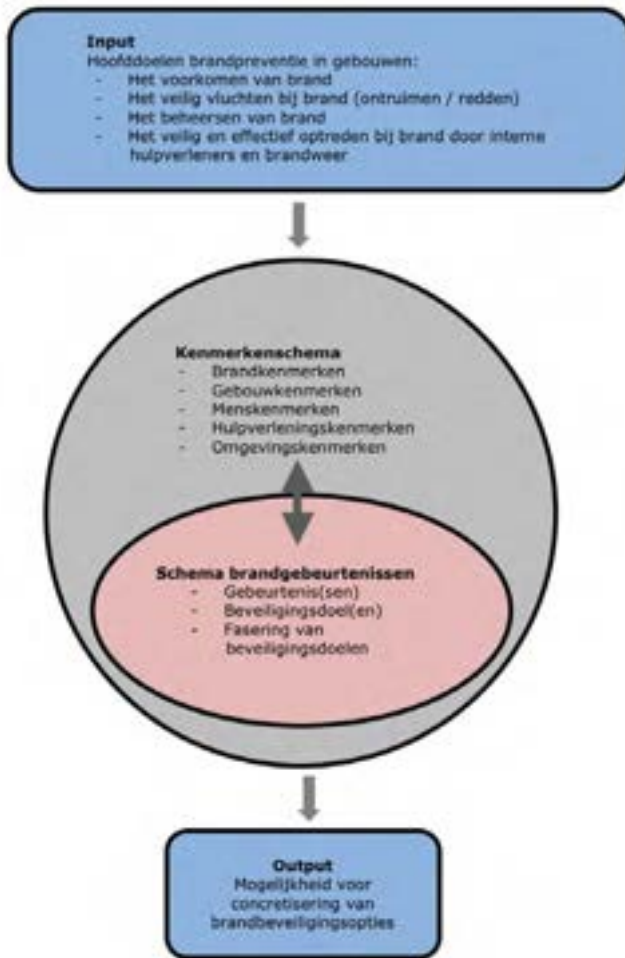 Input
Hoofddoelen brandpreventie in gebouwen:
- Het voorkomen van brand
- Het veilig vluchten bij brand (ontruimen / redden)
- Het beheersen van brand
- Het veilig en effectief optreden bij brand door interne
hulpverleners en brandweer
Kenmerkenschema
- Brandkenmerken
- Gebouwkenmerken
- Menskenmerken
- Hulpverleningskenmerken
- Omgevingskenmerken
Schema brandgebeurtenissen
- Gebeurtenis(sen)
- Beveiligingsdoel(en)
- Fasering van
beveiligingsdoelen
Output
Mogelijkheid voor
concretisering van
brandbeveiligingsopties